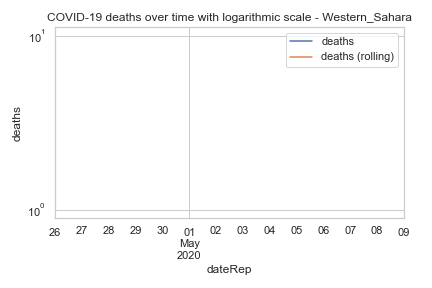 COVID-19 deaths over time with logarithmic scale - Western_Sahara
deaths
deaths (rolling)
10¹
deaths
10⁰
26 27 28 29 30 01 02 03 04 05 06 07 08 09
May
2020
dateRep